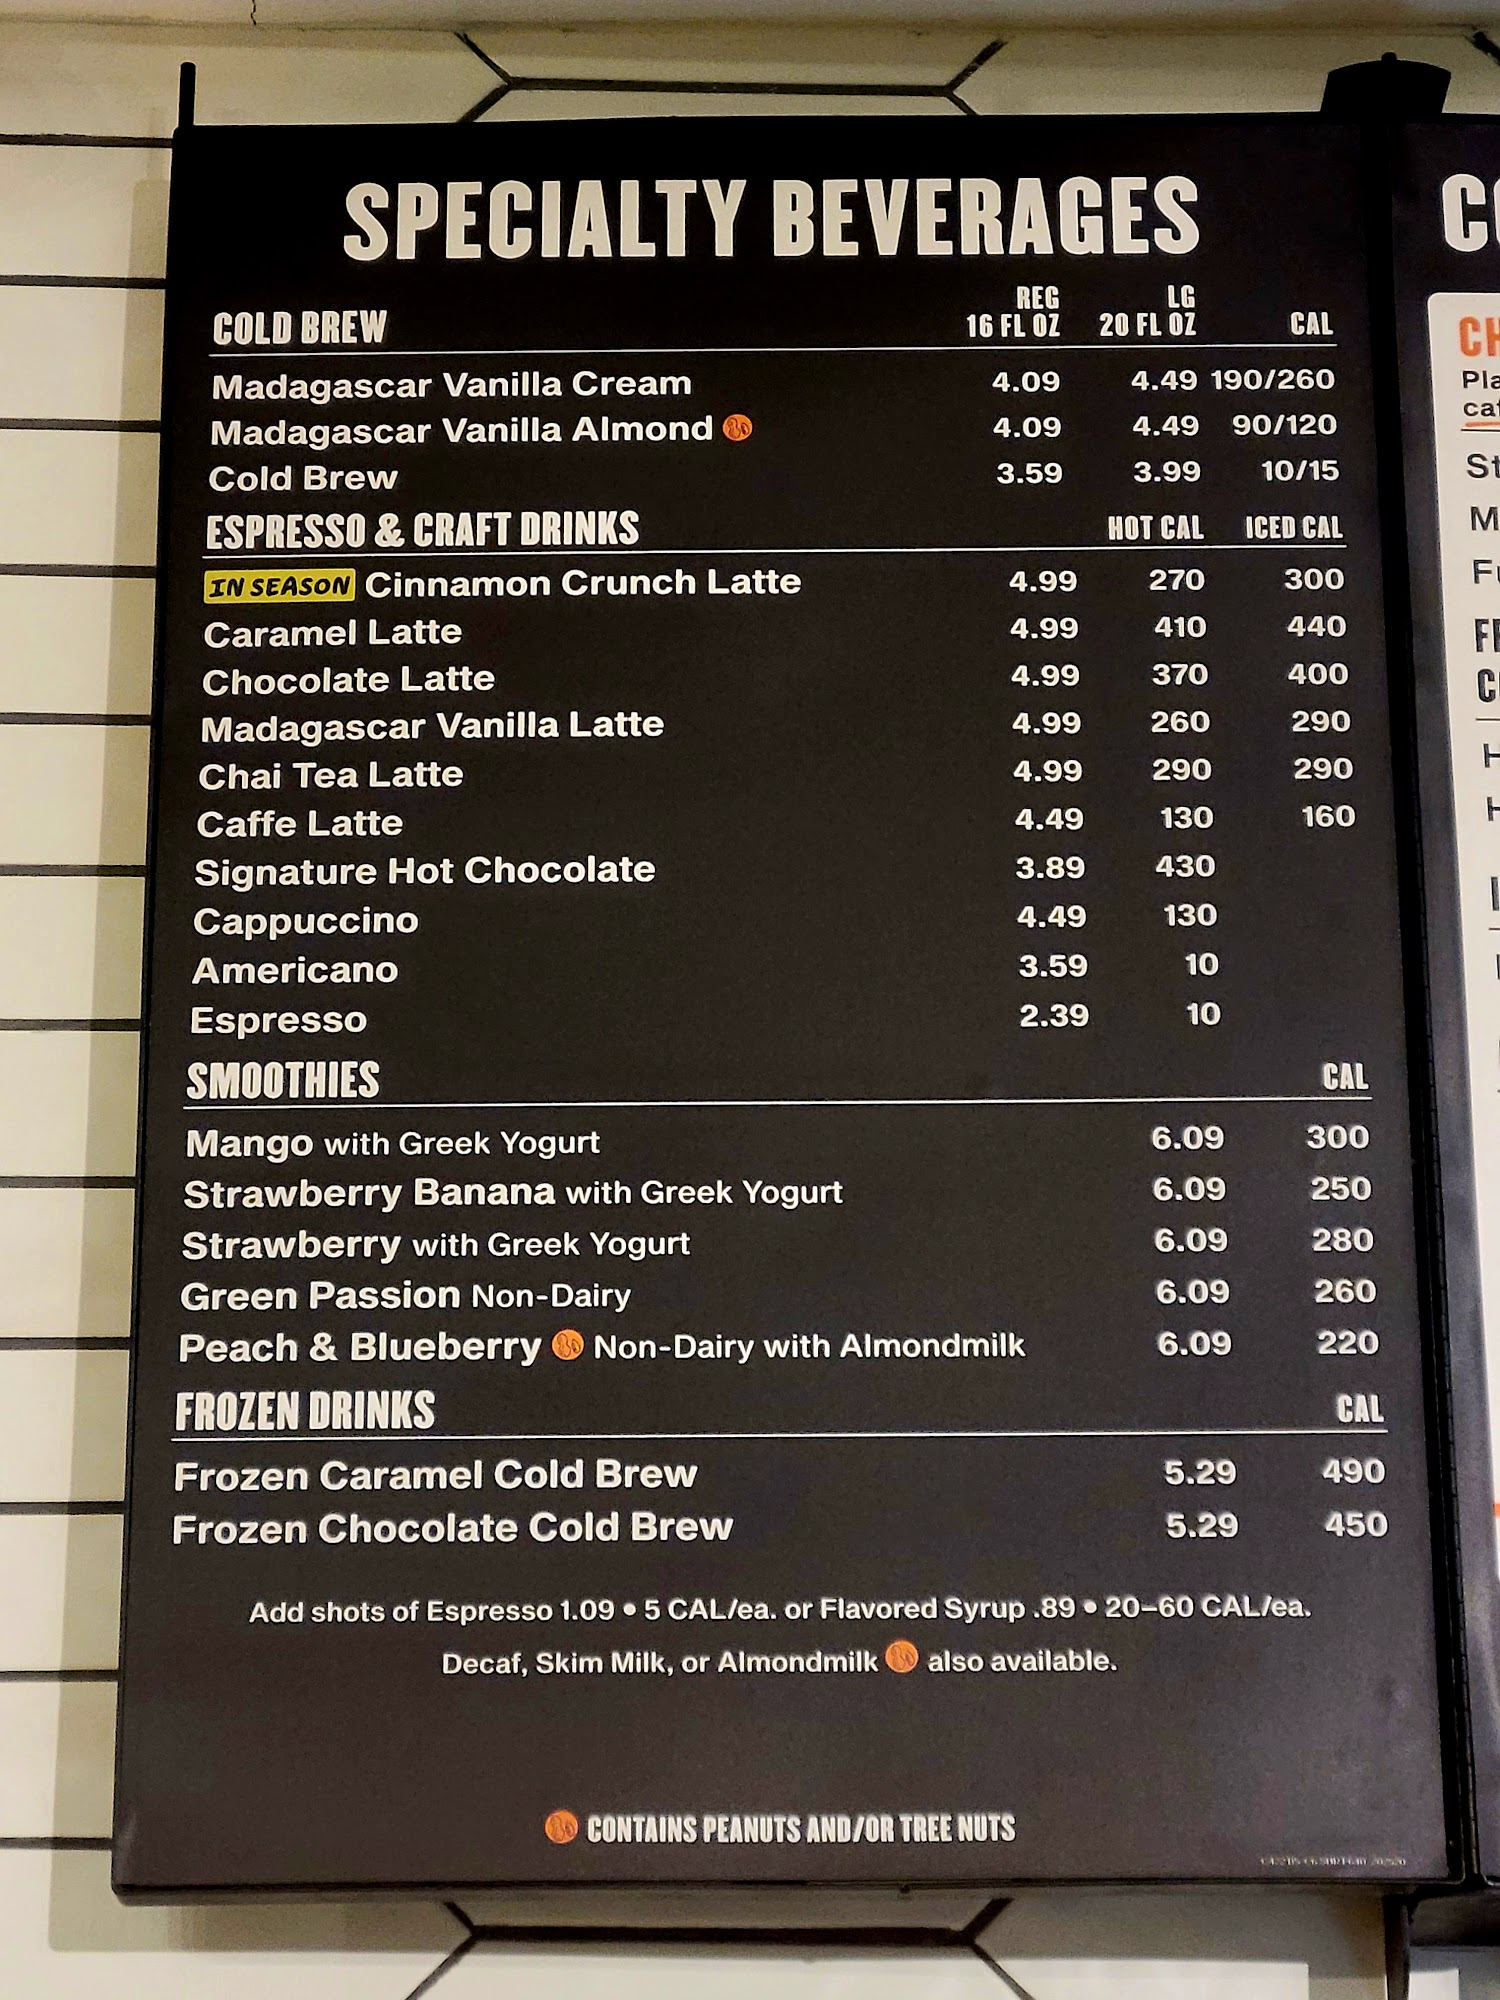 SPECIALTY BEVERAGES
COLD BREW REG 16 FL OZ LG 20 FL OZ CAL
Madagascar Vanilla Cream 4.09 4.49 190/260
Madagascar Vanilla Almond 4.09 4.49 90/120
Cold Brew 3.59 3.99 10/15
ESPRESSO & CRAFT DRINKS HOT CAL ICED CAL
IN SEASON Cinnamon Crunch Latte 4.99 270 300
Caramel Latte 4.99 410 440
Chocolate Latte 4.99 370 400
Madagascar Vanilla Latte 4.99 260 290
Chai Tea Latte 4.99 290 290
Caffe Latte 4.49 130 160
Signature Hot Chocolate 3.89 430
Cappuccino 4.49 130
Americano 3.59 10
Espresso 2.39 10
SMOOTHIES CAL
Mango with Greek Yogurt 6.09 300
Strawberry Banana with Greek Yogurt 6.09 250
Strawberry with Greek Yogurt 6.09 280
Green Passion Non-Dairy 6.09 260
Peach & Blueberry Non-Dairy with Almondmilk 6.09 220
FROZEN DRINKS CAL
Frozen Caramel Cold Brew 5.29 490
Frozen Chocolate Cold Brew 5.29 450
Add shots of Espresso 1.09 • 5 CAL/ea. or Flavored Syrup .89 • 20–60 CAL/ea.
Decaf, Skim Milk, or Almondmilk also available.
CONTAINS PEANUTS AND/OR TREE NUTS